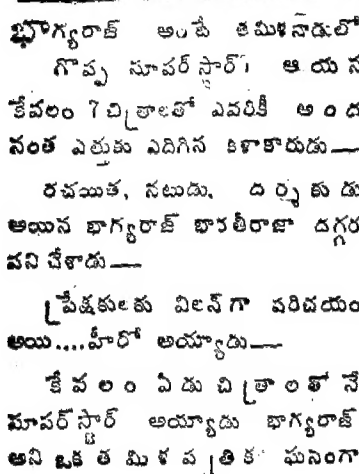 భాగ్యరాజ్ అంటే తమిళనాడులో
గొప్ప సూపర్ స్టార్! ఆయన
కేవలం 7 చిత్రాలతో ఎవరికీ అంద
నంత ఎత్తుకు ఎదిగిన కళాకారుడు—
రచయిత, నటుడు, దర్శకుడు
అయిన భాగ్యరాజ్ భారతీరాజా దగ్గర
పని చేశాడు—
ప్రేక్షకులకు విలన్‌గా పరిచయం
అయి....హీరో అయ్యాడు—
కేవలం ఏడు చిత్రాలతో నే
సూపర్ స్టార్ అయ్యాడు భాగ్యరాజ్
అని ఒక తమిళ పత్రిక ఘనంగా